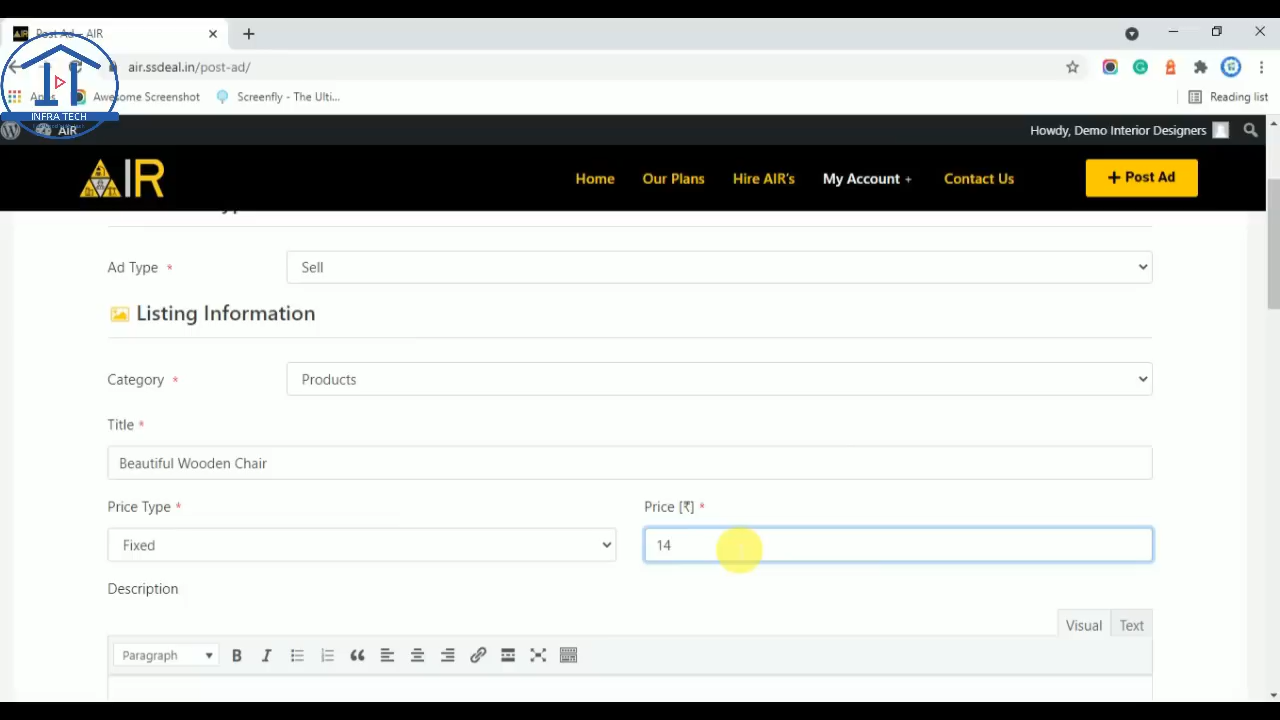 Post Ad - AIR
air.ssdeal.in/post-ad/
Apps Awesome Screenshot Screenfly - The Ulti...
Reading list
INFRA TECH
AIR
Howdy, Demo Interior Designers
AIR
Home Our Plans Hire AIR's My Account + Contact Us + Post Ad
Ad Type *
Sell
Listing Information
Category *
Products
Title *
Beautiful Wooden Chair
Price Type * Price [₹] *
Fixed 14
Description
Visual Text
Paragraph B I